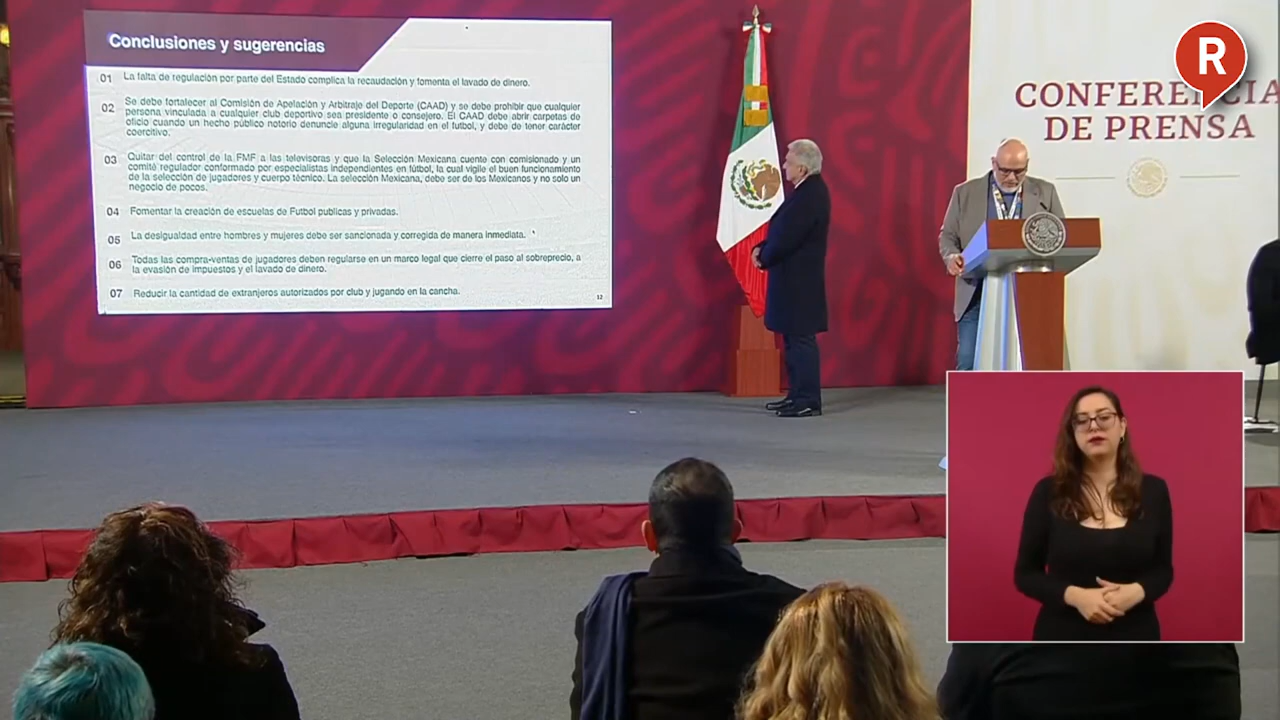 Conclusiones y sugerencias
01 La falta de regulación por parte del Estado complica la recaudación y fomenta el lavado de dinero.
02 Se debe fortalecer al Comisión de Apelación y Arbitraje del Deporte (CAAD) y se debe prohibir que cualquier
persona vinculada a cualquier club deportivo sea presidente o consejero. El CAAD debe abrir carpetas de
oficio cuando un hecho público notorio denuncie alguna irregularidad en el futbol, y debe de tener carácter
coercitivo.
03 Quitar del control de la FMF a las televisoras y que la Selección Mexicana cuente con comisionado y un
comité regulador conformado por especialistas independientes en fútbol, la cual vigile el buen funcionamiento
de la selección de jugadores y cuerpo técnico. La selección Mexicana, debe ser de los Mexicanos y no solo un
negocio de pocos.
04 Fomentar la creación de escuelas de Futbol publicas y privadas.
05 La desigualdad entre hombres y mujeres debe ser sancionada y corregida de manera inmediata.
06 Todas las compra-ventas de jugadores deben regularse en un marco legal que cierre el paso al sobreprecio, a
la evasión de impuestos y el lavado de dinero.
07 Reducir la cantidad de extranjeros autorizados por club y jugando en la cancha.
12
R
CONFERENCIA
DE PRENSA